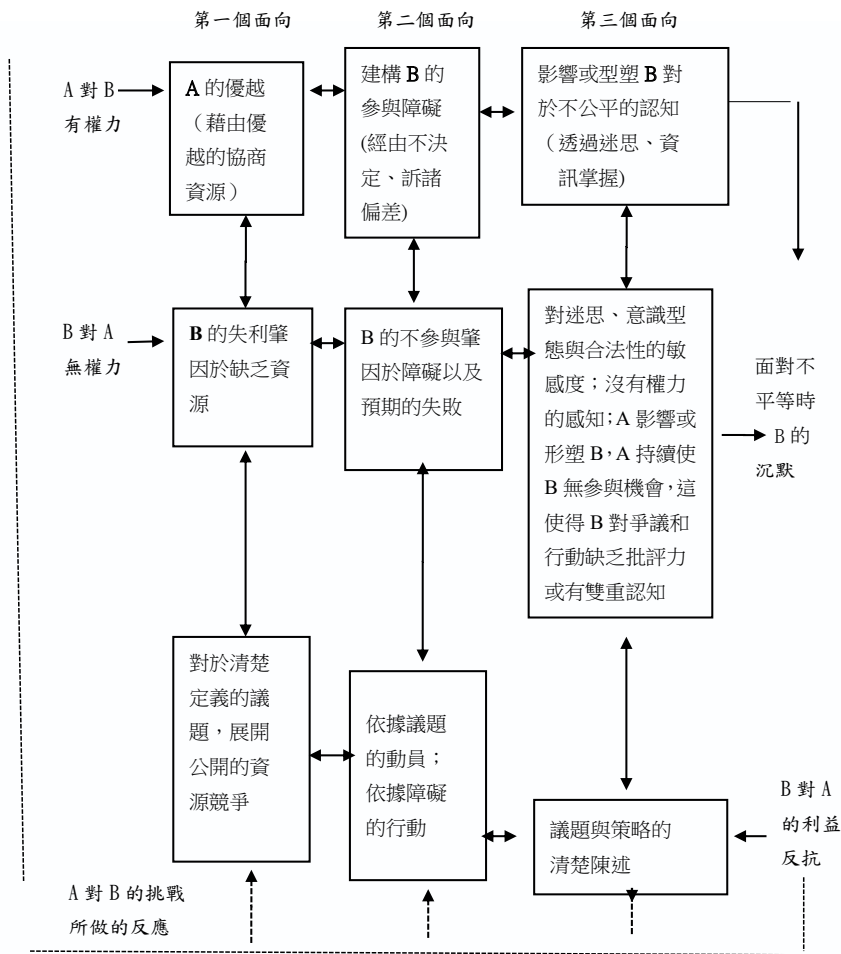 第一個面向
第二個面向
第三個面向
A 對 B
有權力
A 的優越
（藉由優
越的協商
資源）
建構 B 的
參與障礙
(經由不決
定、訴諸
偏差)
影響或型塑 B 對
於不公平的認知
（透過迷思、資
訊掌握)
B 對 A
無權力
B 的失利肇
因於缺乏資
源
B 的不參與肇
因於障礙以及
預期的失敗
對迷思、意識型
態與合法性的敏
感度；沒有權力
的感知;A 影響或
形塑 B，A 持續使
B 無參與機會，這
使得 B 對爭議和
行動缺乏批評力
或有雙重認知
面對不
平等時
B 的
沉默
對於清楚
定義的議
題，展開
公開的資
源競爭
依據議題
的動員；
依據障礙
的行動
議題與策略的
清楚陳述
B 對 A
的利益
反抗
A 對 B 的挑戰
所做的反應